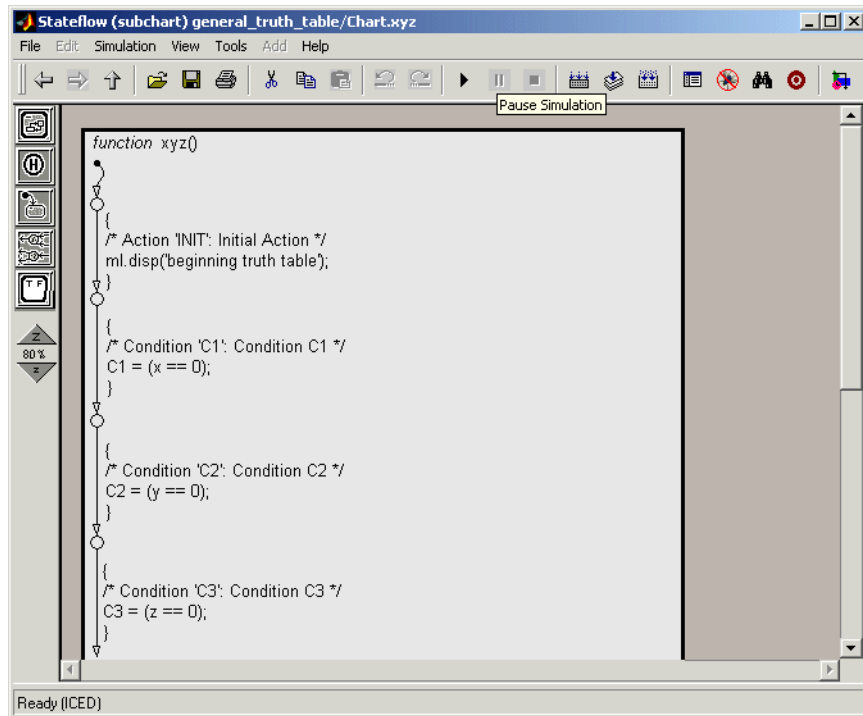 Stateflow (subchart) general_truth_table/Chart.xyz
File Edit Simulation View Tools Add Help
Pause Simulation
function xyz()
{
/* Action 'INIT': Initial Action */
ml.disp('beginning truth table');
}
{
/* Condition 'C1': Condition C1 */
C1 = (x == 0);
}
{
/* Condition 'C2': Condition C2 */
C2 = (y == 0);
}
{
/* Condition 'C3': Condition C3 */
C3 = (z == 0);
}
H
T F
Z
80%
z
Ready (ICED)